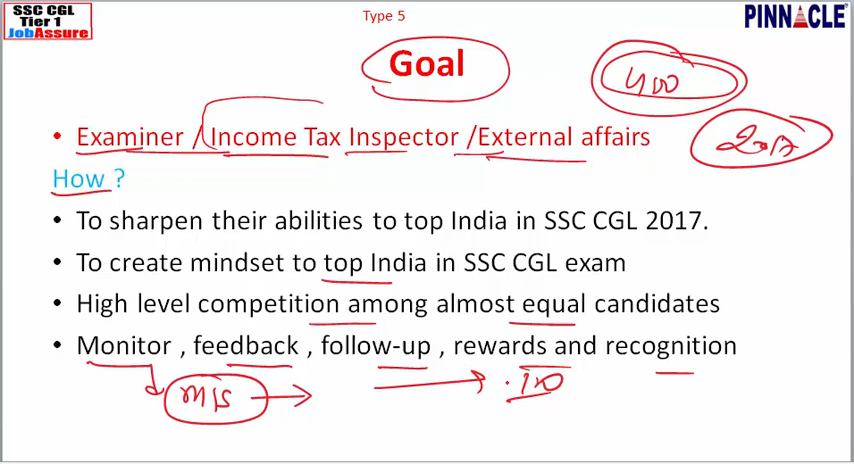 SSC CGL
Tier 1
JobAssure
Type 5
PINNACLE
Goal
400
• Examiner / Income Tax Inspector /External affairs
2017
How ?
• To sharpen their abilities to top India in SSC CGL 2017.
• To create mindset to top India in SSC CGL exam
• High level competition among almost equal candidates
• Monitor , feedback , follow-up , rewards and recognition
MIS